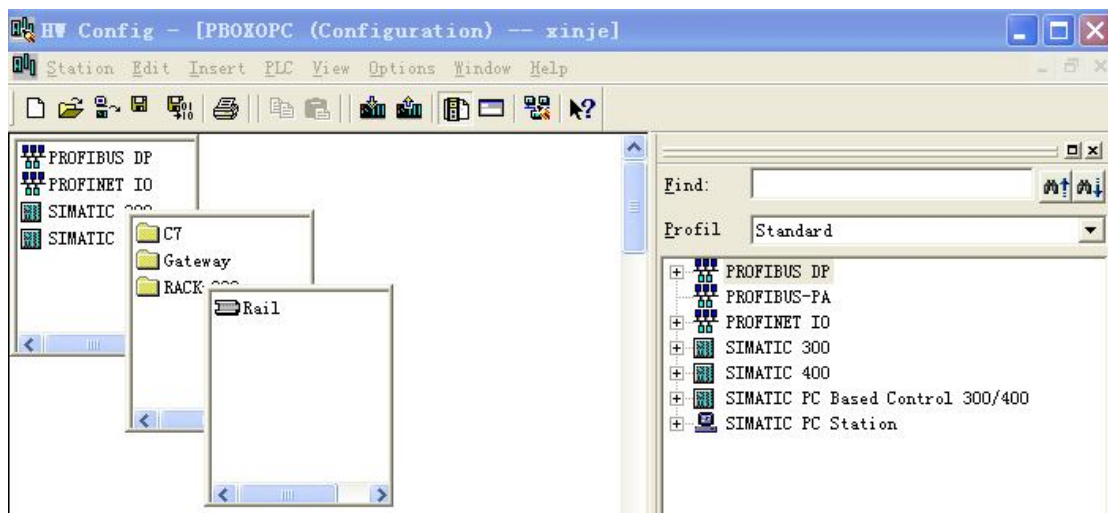 HW Config - [PBOXOPC (Configuration) -- xinje]
Station Edit Insert PLC View Options Window Help
PROFIBUS DP
PROFINET IO
SIMATIC
SIMATIC
C7
Gateway
RACK
Rail
Find:
Profil Standard
PROFIBUS DP
PROFIBUS-PA
PROFINET IO
SIMATIC 300
SIMATIC 400
SIMATIC PC Based Control 300/400
SIMATIC PC Station